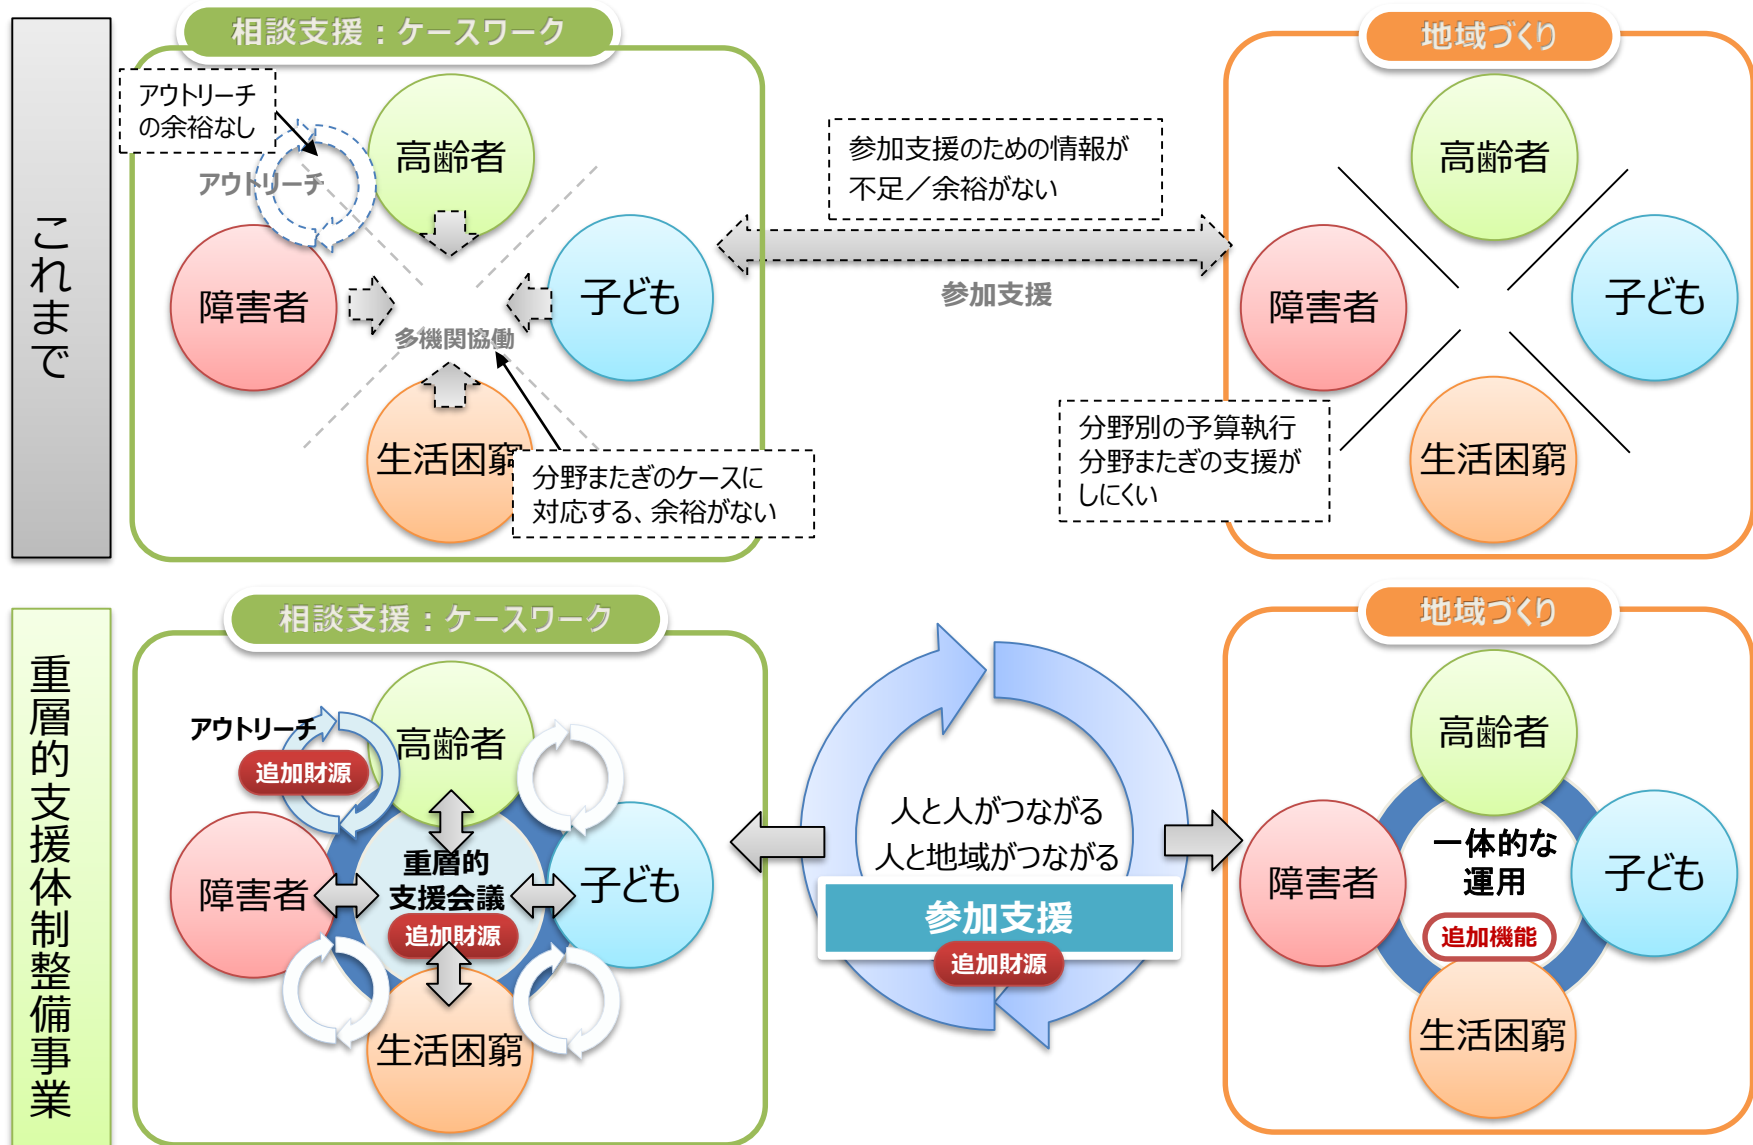 これまで
相談支援：ケースワーク
アウトリーチ
の余裕なし
アウトリーチ
高齢者
障害者
子ども
多機関協働
生活困窮
分野またぎのケースに
対応する、余裕がない
参加支援のための情報が
不足／余裕がない
参加支援
地域づくり
高齢者
障害者
子ども
生活困窮
分野別の予算執行
分野またぎの支援が
しにくい
重層的支援体制整備事業
相談支援：ケースワーク
アウトリーチ
追加財源
高齢者
障害者
子ども
重層的
支援会議
追加財源
生活困窮
人と人がつながる
人と地域がつながる
参加支援
追加財源
地域づくり
高齢者
障害者
子ども
一体的な
運用
追加機能
生活困窮